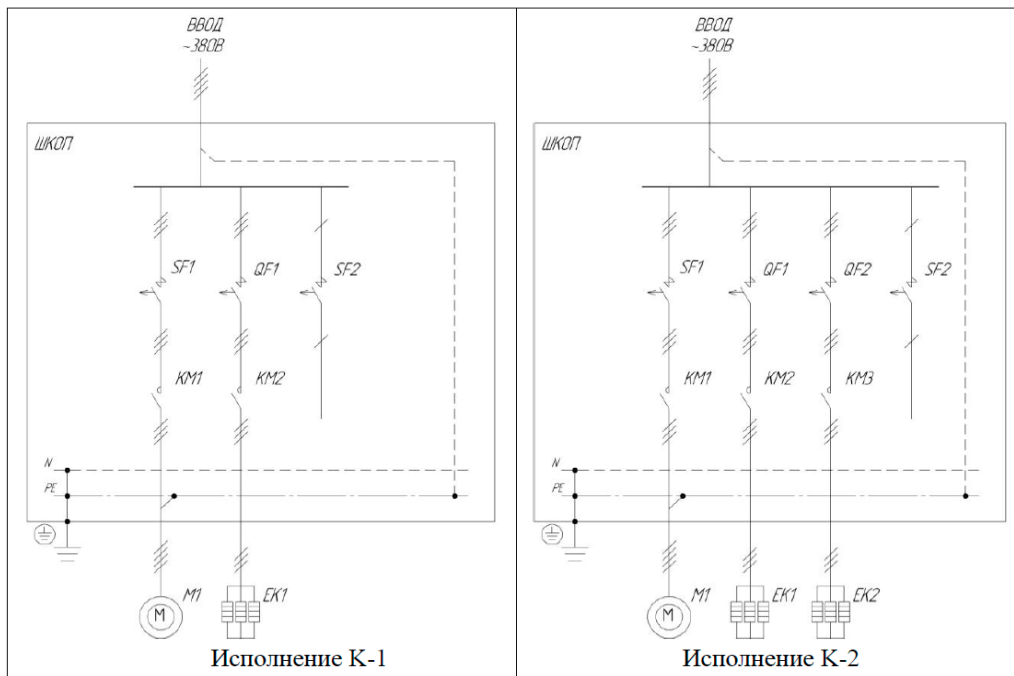 ВВОД
~380В
ШКОП
SF1
QF1
SF2
KM1
KM2
N
PE
M
M1
EK1
Исполнение К-1
ВВОД
~380В
ШКОП
SF1
QF1
QF2
SF2
KM1
KM2
KM3
N
PE
M
M1
EK1
EK2
Исполнение К-2